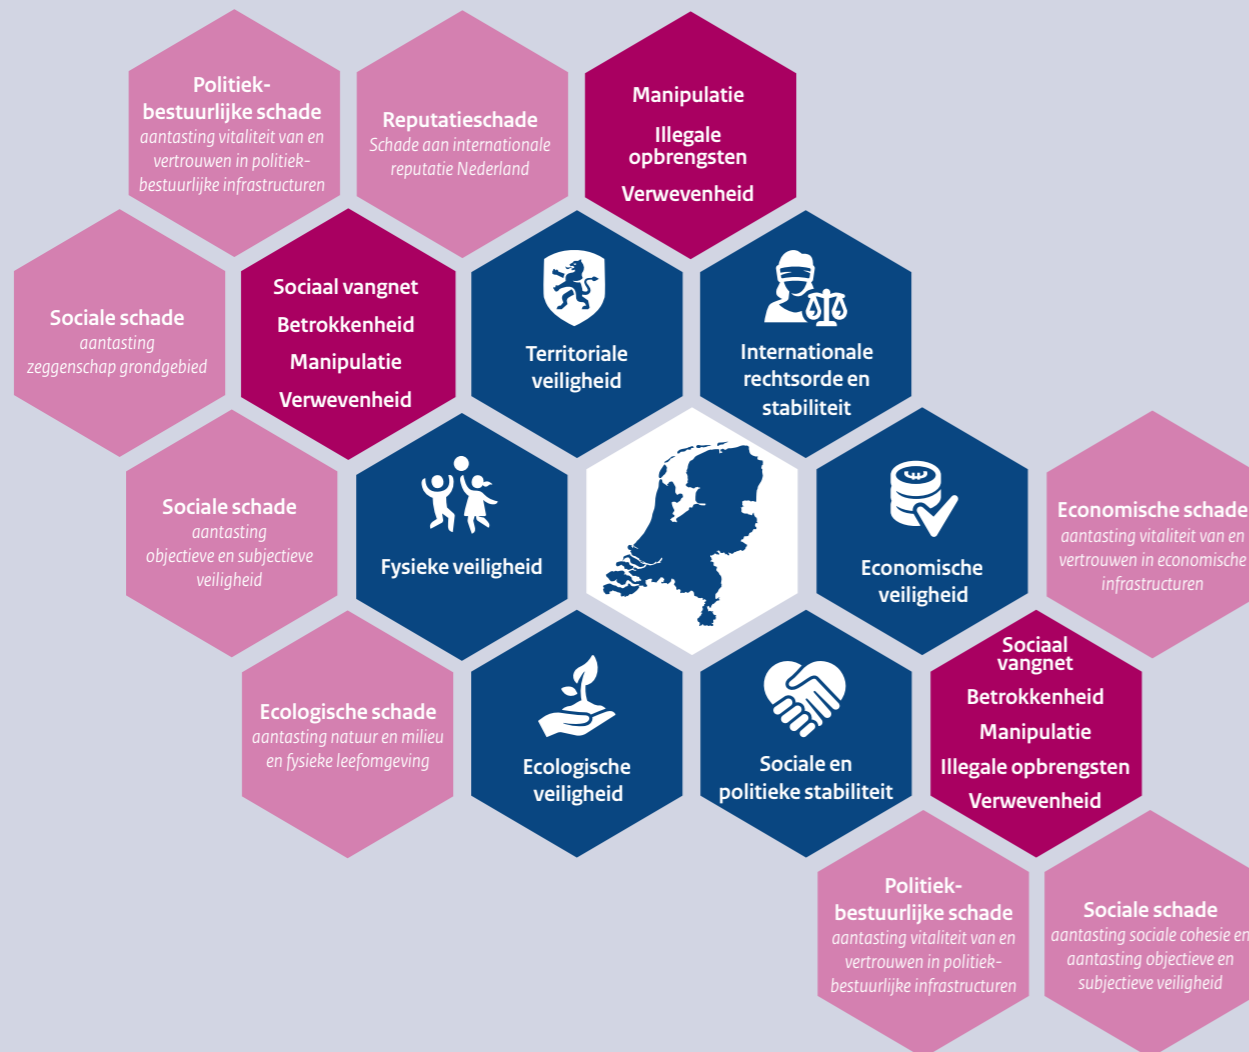 Politiek-
bestuurlijke schade
aantasting vitaliteit van en
vertrouwen in politiek-
bestuurlijke infrastructuren
Reputatieschade
Schade aan internationale
reputatie Nederland
Manipulatie
Illegale
opbrengsten
Verwevenheid
Sociale schade
aantasting
zeggenschap grondgebied
Sociaal vangnet
Betrokkenheid
Manipulatie
Verwevenheid
Territoriale
veiligheid
Internationale
rechtsorde en
stabiliteit
Sociale schade
aantasting
objectieve en subjectieve
veiligheid
Fysieke veiligheid
Economische
veiligheid
Economische schade
aantasting vitaliteit van en
vertrouwen in economische
infrastructuren
Ecologische schade
aantasting natuur en milieu
en fysieke leefomgeving
Ecologische
veiligheid
Sociale en
politieke stabiliteit
Sociaal
vangnet
Betrokkenheid
Manipulatie
Illegale opbrengsten
Verwevenheid
Politiek-
bestuurlijke schade
aantasting vitaliteit van en
vertrouwen in politiek-
bestuurlijke infrastructuren
Sociale schade
aantasting sociale cohesie en
aantasting objectieve en
subjectieve veiligheid